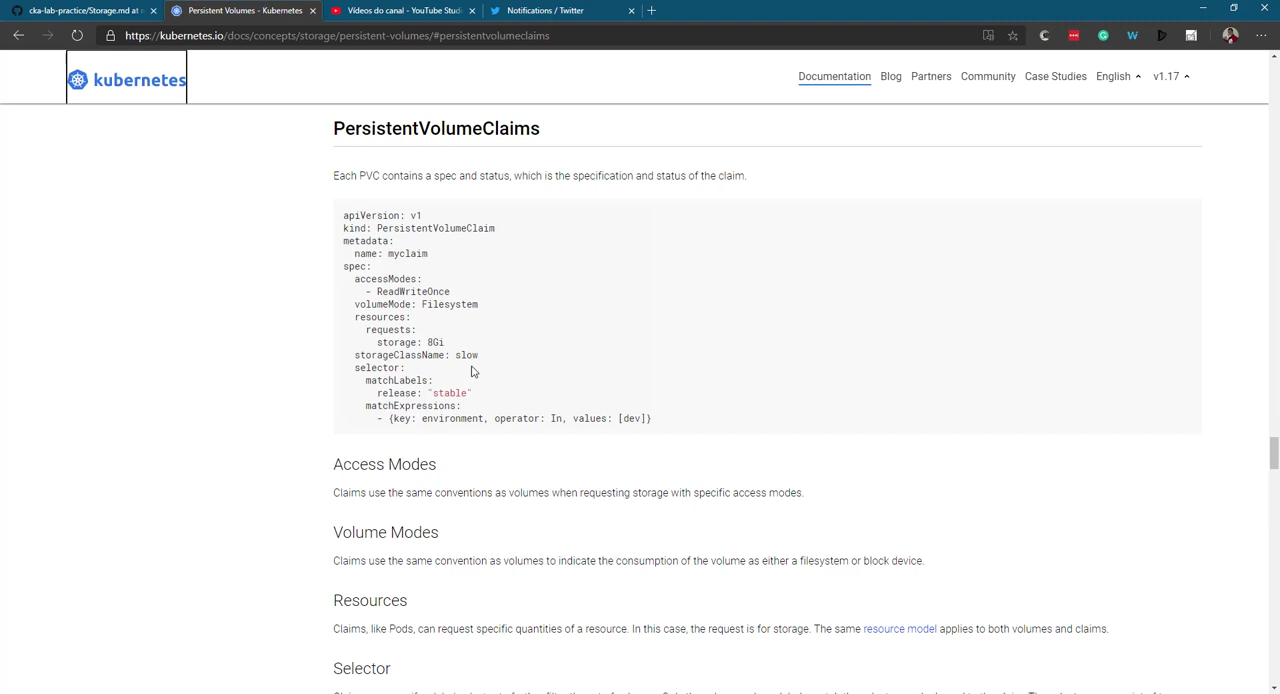 cka-lab-practice/Storage.md at m
Persistent Volumes - Kubernetes
Vídeos do canal - YouTube Studi
Notifications / Twitter
https://kubernetes.io/docs/concepts/storage/persistent-volumes/#persistentvolumeclaims
kubernetes
Documentation Blog Partners Community Case Studies English v1.17
PersistentVolumeClaims
Each PVC contains a spec and status, which is the specification and status of the claim.
apiVersion: v1
kind: PersistentVolumeClaim
metadata:
  name: myclaim
spec:
  accessModes:
    - ReadWriteOnce
  volumeMode: Filesystem
  resources:
    requests:
      storage: 8Gi
  storageClassName: slow
  selector:
    matchLabels:
      release: "stable"
    matchExpressions:
      - {key: environment, operator: In, values: [dev]}
Access Modes
Claims use the same conventions as volumes when requesting storage with specific access modes.
Volume Modes
Claims use the same convention as volumes to indicate the consumption of the volume as either a filesystem or block device.
Resources
Claims, like Pods, can request specific quantities of a resource. In this case, the request is for storage. The same resource model applies to both volumes and claims.
Selector